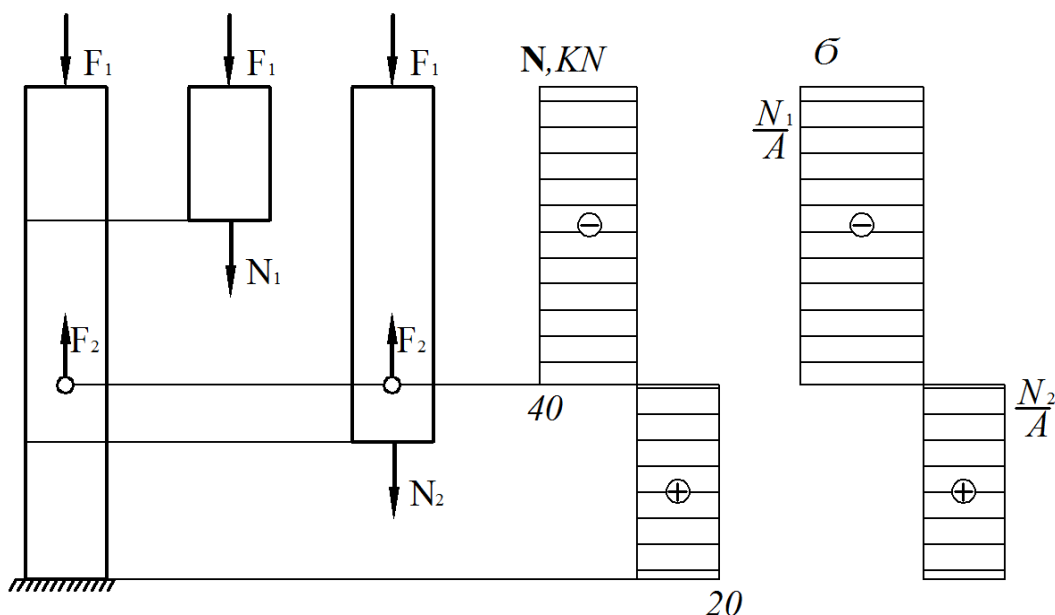 F₁ F₁ F₁ N, KN б
N₁
A
N₁
F₂ F₂
40
N₂
A
N₂
20